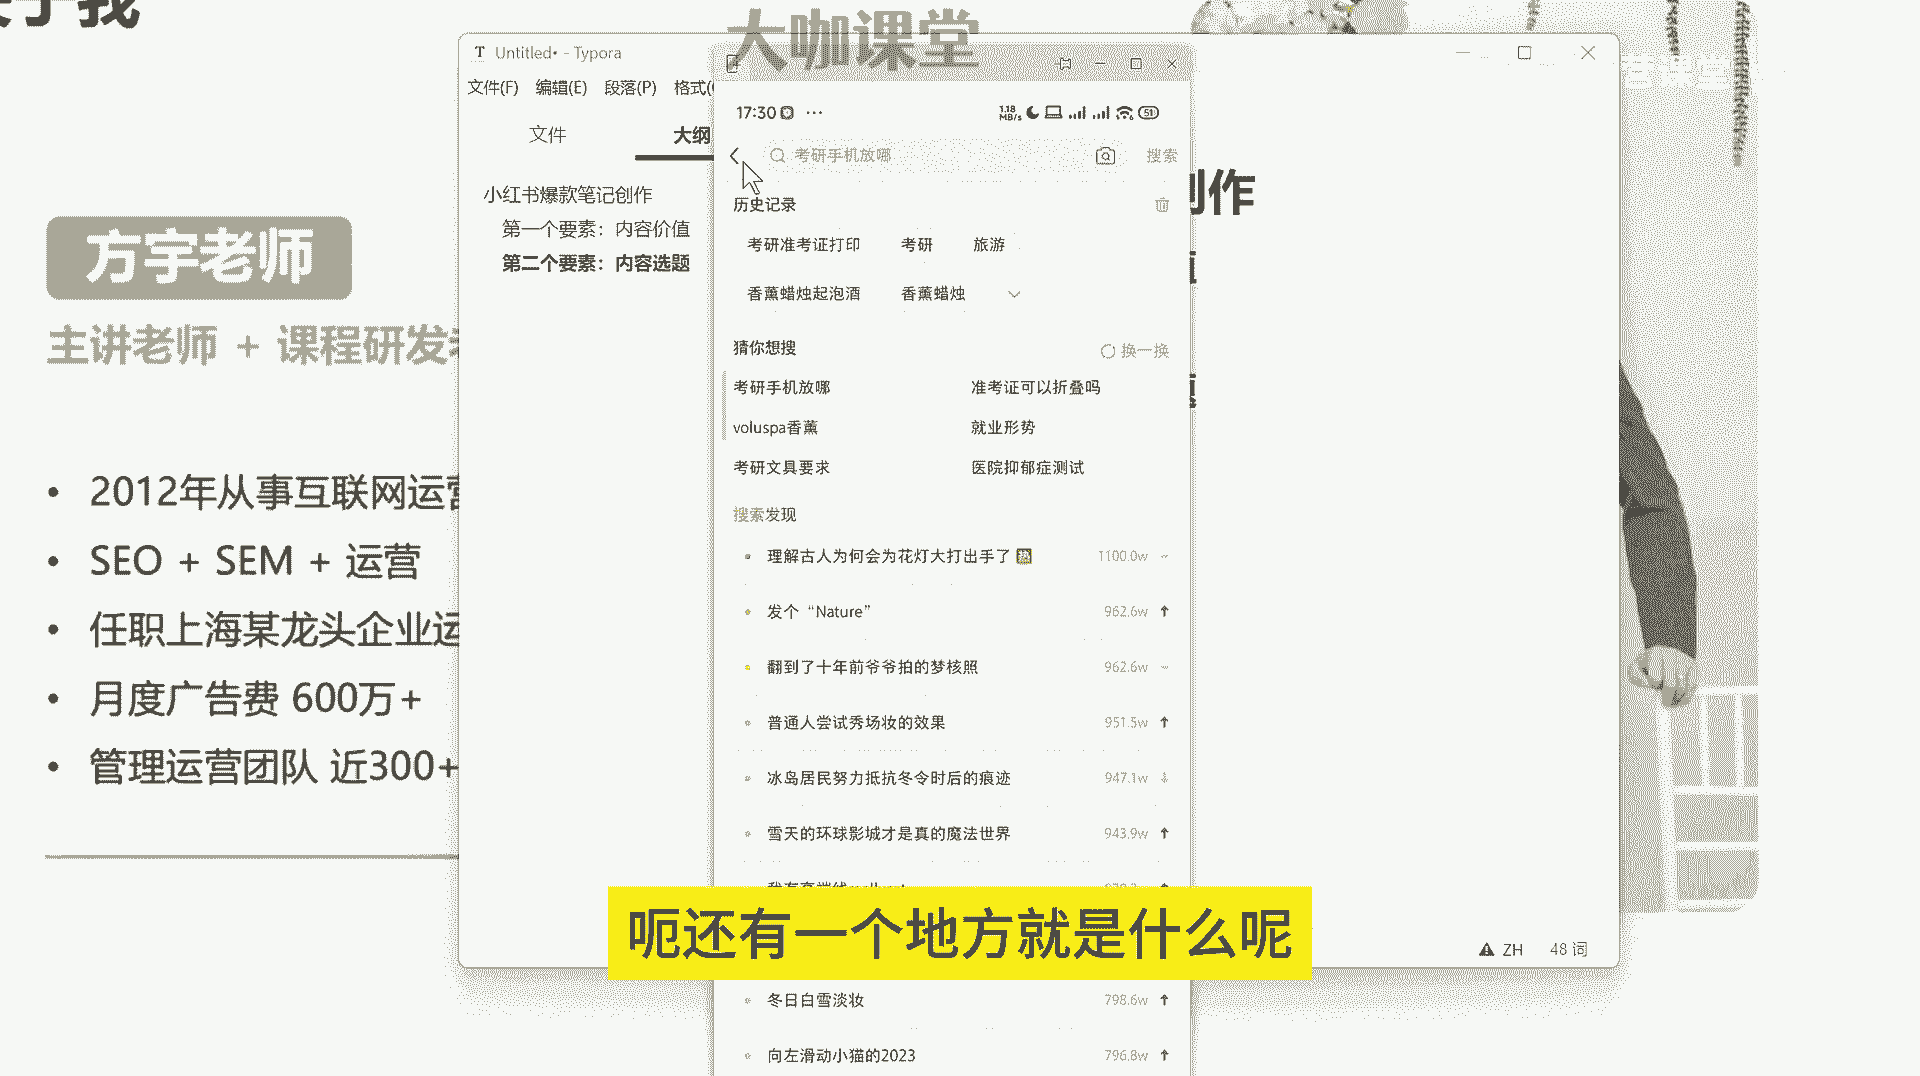 于我
方宇老师
主讲老师 + 课程研发
2012年从事互联网运营
SEO + SEM + 运营
任职上海某龙头企业运
月度广告费 600万+
管理运营团队 近300+
T Untitled• - Typora
文件(F) 编辑(E) 段落(P) 格式(
文件
大纲
小红书爆款笔记创作
第一个要素：内容价值
第二个要素：内容选题
大咖课堂
17:30
1.18 MB/s
51
考研手机放哪
搜索
历史记录
考研准考证打印 考研 旅游
香薰蜡烛起泡酒 香薰蜡烛
猜你想搜
换一换
考研手机放哪 准考证可以折叠吗
voluspa香薰 就业形势
考研文具要求 医院抑郁症测试
搜索发现
理解古人为何会为花灯大打出手了 热 1100.0w
发个“Nature” 962.6w
翻到了十年前爷爷拍的梦核照 962.6w
普通人尝试秀场妆的效果 951.5w
冰岛居民努力抵抗冬令时后的痕迹 947.1w
雪天的环球影城才是真的魔法世界 943.9w
呃还有一个地方就是什么呢
冬日白雪淡妆 798.6w
向左滑动小猫的2023 796.8w
创作
ZH 48 词